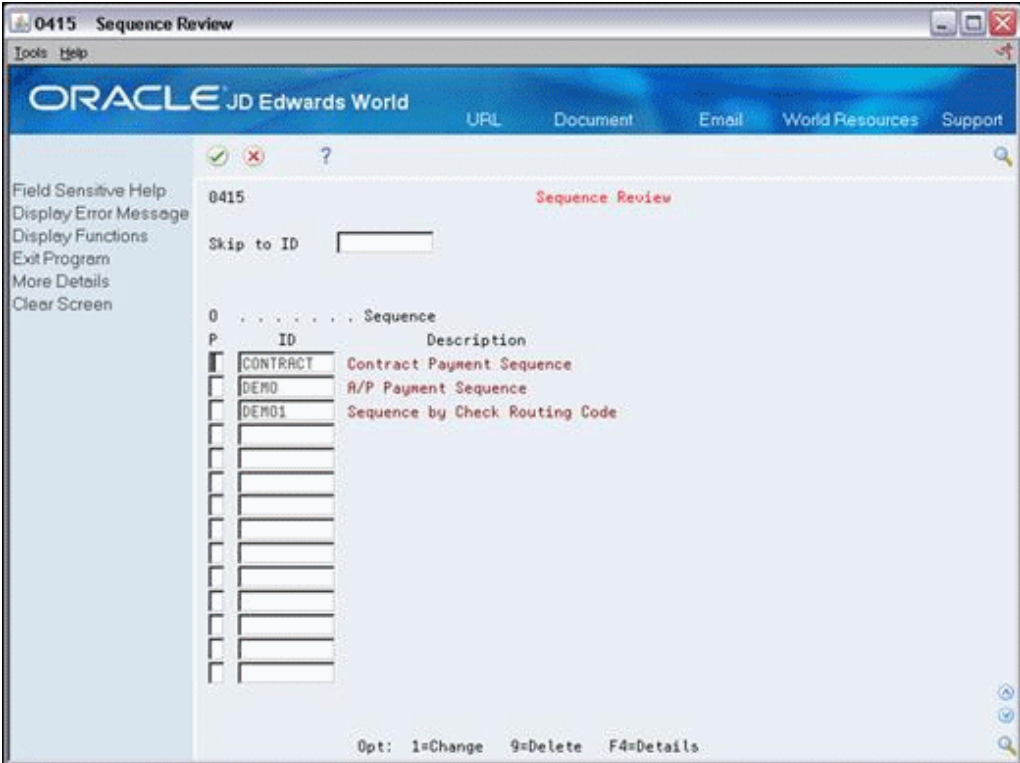 0415 Sequence Review
Tools Help
ORACLE JD Edwards World
URL Document Email World Resources Support
?
Field Sensitive Help
Display Error Message
Display Functions
Exit Program
More Details
Clear Screen
0415 Sequence Review
Skip to ID
O . . . . . . . Sequence
P ID Description
CONTRACT Contract Payment Sequence
DEMO A/P Payment Sequence
DEMO1 Sequence by Check Routing Code
Opt: 1=Change 9=Delete F4=Details